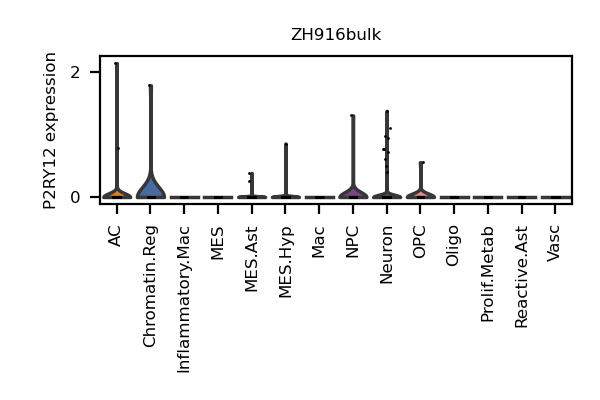 ZH916bulk
P2RY12 expression
2
0
AC
Chromatin.Reg
Inflammatory.Mac
MES
MES.Ast
MES.Hyp
Mac
NPC
Neuron
OPC
Oligo
Prolif.Metab
Reactive.Ast
Vasc